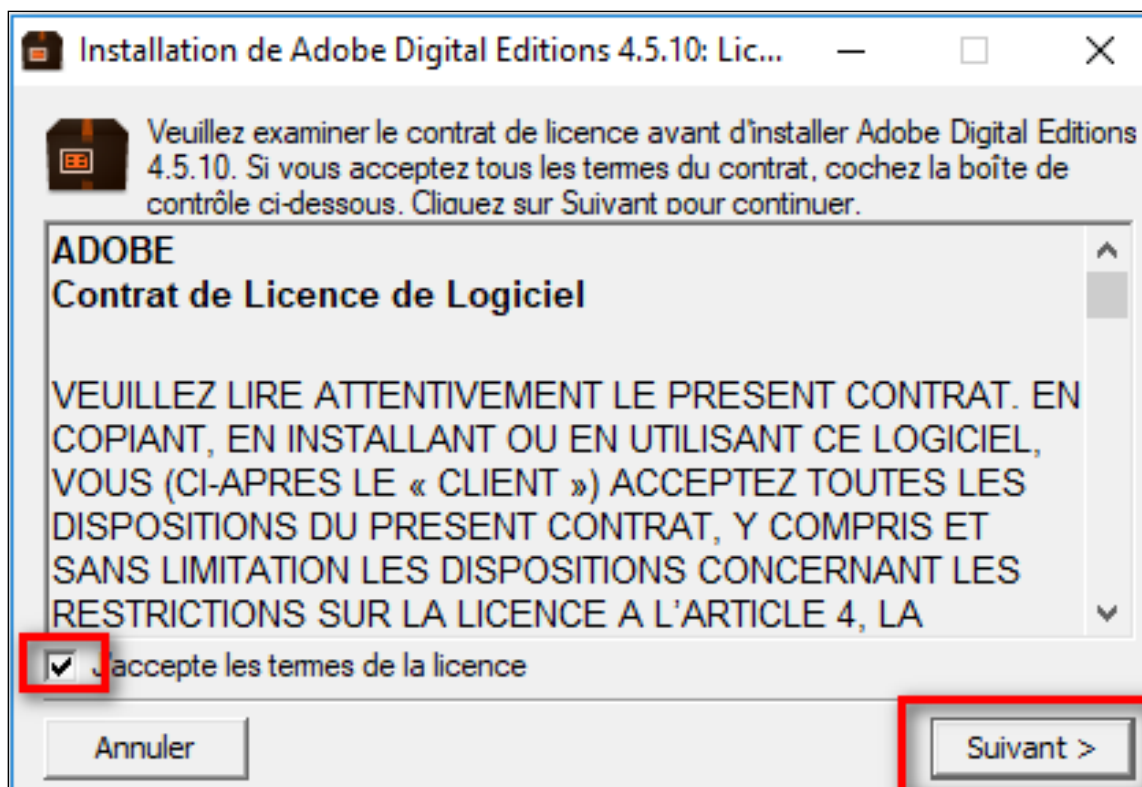 Installation de Adobe Digital Editions 4.5.10: Lic...
Veuillez examiner le contrat de licence avant d'installer Adobe Digital Editions
4.5.10. Si vous acceptez tous les termes du contrat, cochez la boîte de
contrôle ci-dessous. Cliquez sur Suivant pour continuer.
ADOBE
Contrat de Licence de Logiciel
VEUILLEZ LIRE ATTENTIVEMENT LE PRESENT CONTRAT. EN
COPIANT, EN INSTALLANT OU EN UTILISANT CE LOGICIEL,
VOUS (CI-APRES LE « CLIENT ») ACCEPTEZ TOUTES LES
DISPOSITIONS DU PRESENT CONTRAT, Y COMPRIS ET
SANS LIMITATION LES DISPOSITIONS CONCERNANT LES
RESTRICTIONS SUR LA LICENCE A L’ARTICLE 4, LA
J'accepte les termes de la licence
Annuler
Suivant >